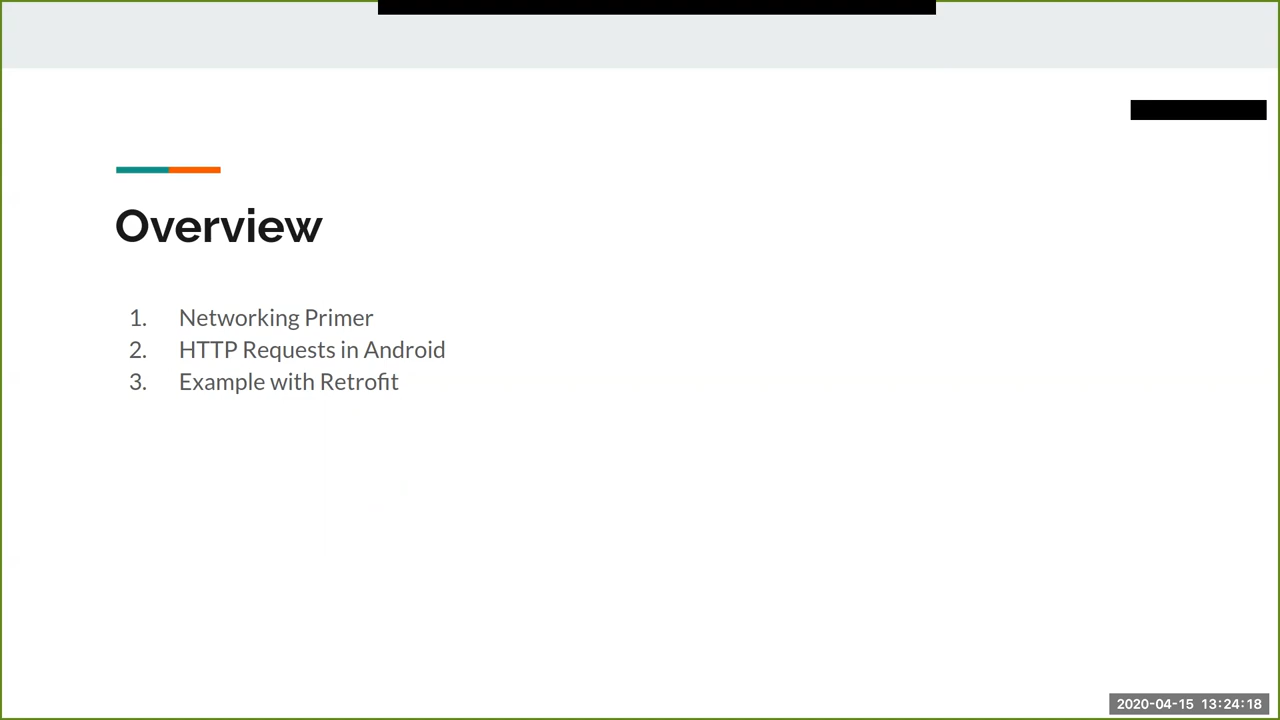 Overview
1. Networking Primer
2. HTTP Requests in Android
3. Example with Retrofit
2020-04-15 13:24:18